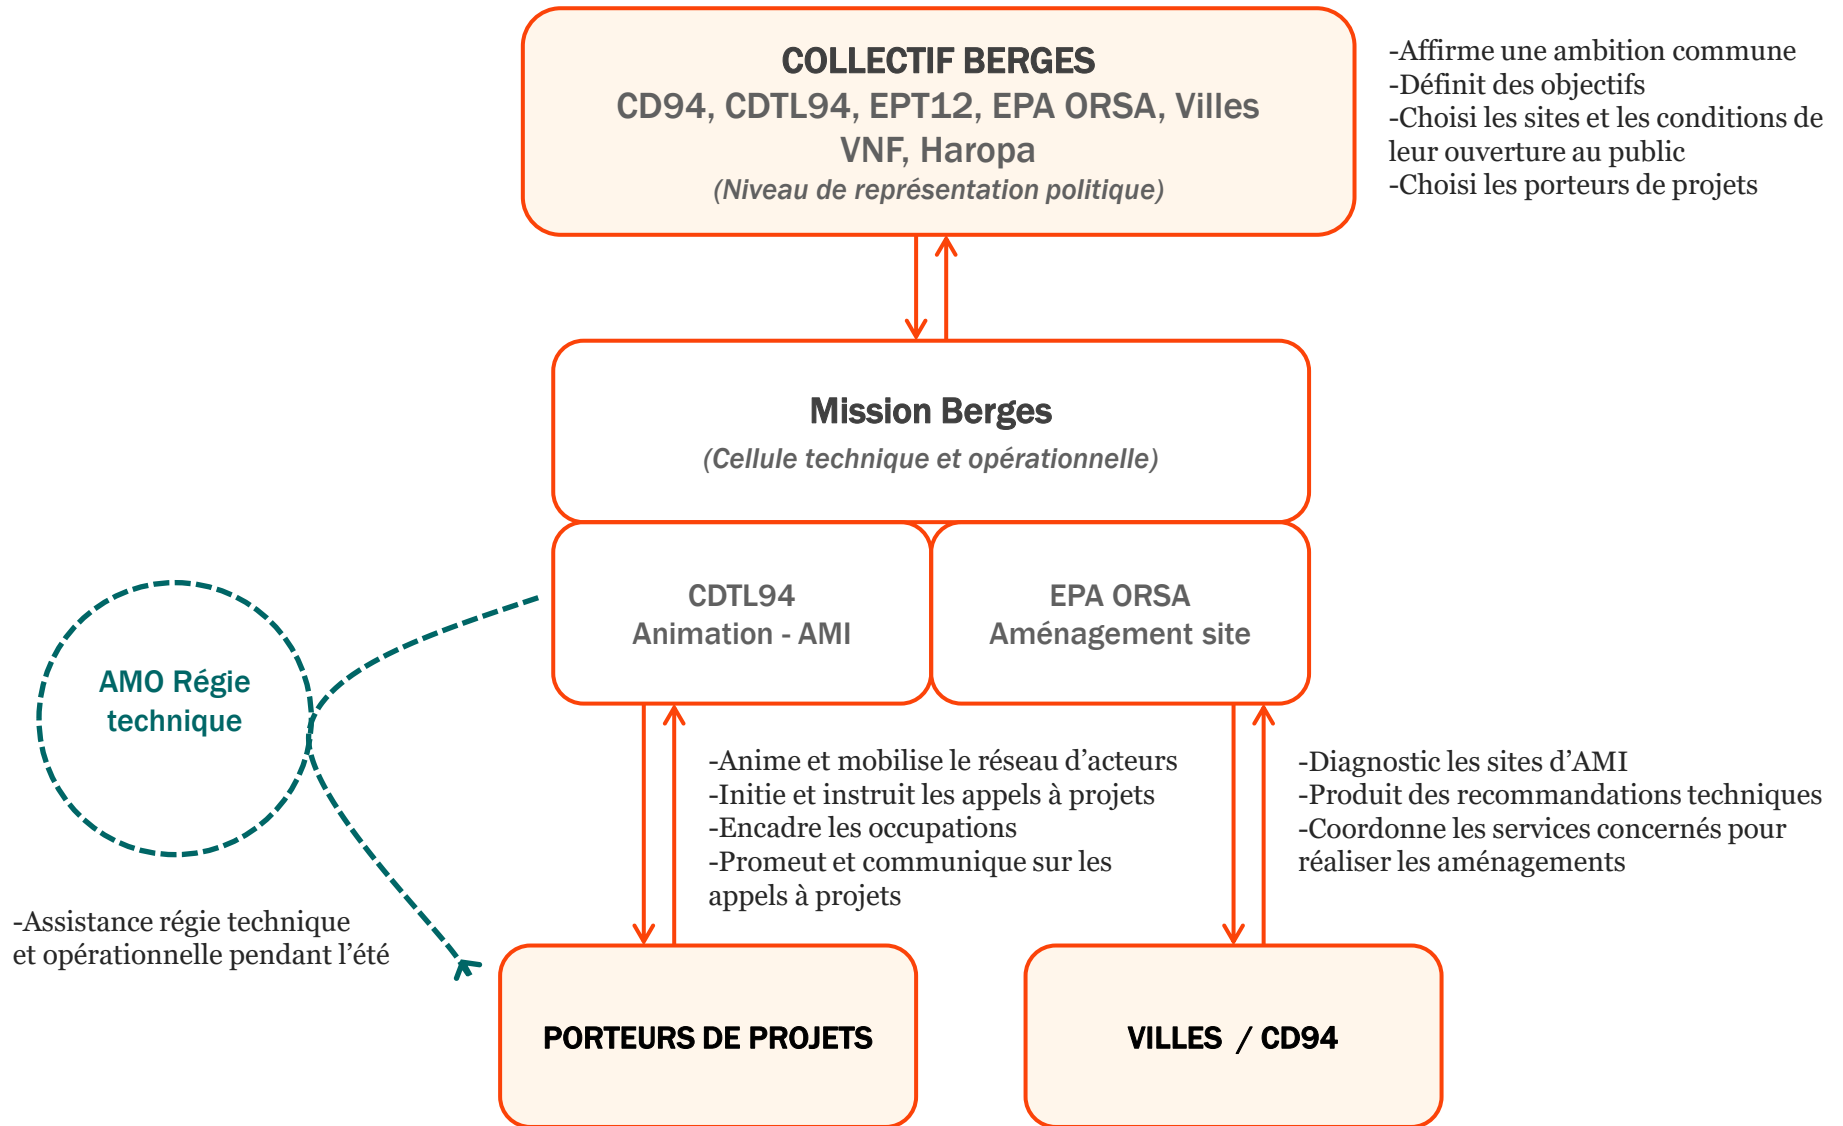 COLLECTIF BERGES
CD94, CDTL94, EPT12, EPA ORSA, Villes
VNF, Haropa
(Niveau de représentation politique)
-Affirme une ambition commune
-Définit des objectifs
-Choisi les sites et les conditions de
leur ouverture au public
-Choisi les porteurs de projets
Mission Berges
(Cellule technique et opérationnelle)
CDTL94
Animation - AMI
EPA ORSA
Aménagement site
AMO Régie
technique
-Anime et mobilise le réseau d’acteurs
-Initie et instruit les appels à projets
-Encadre les occupations
-Promeut et communique sur les
appels à projets
-Diagnostic les sites d’AMI
-Produit des recommandations techniques
-Coordonne les services concernés pour
réaliser les aménagements
-Assistance régie technique
et opérationnelle pendant l’été
PORTEURS DE PROJETS
VILLES / CD94